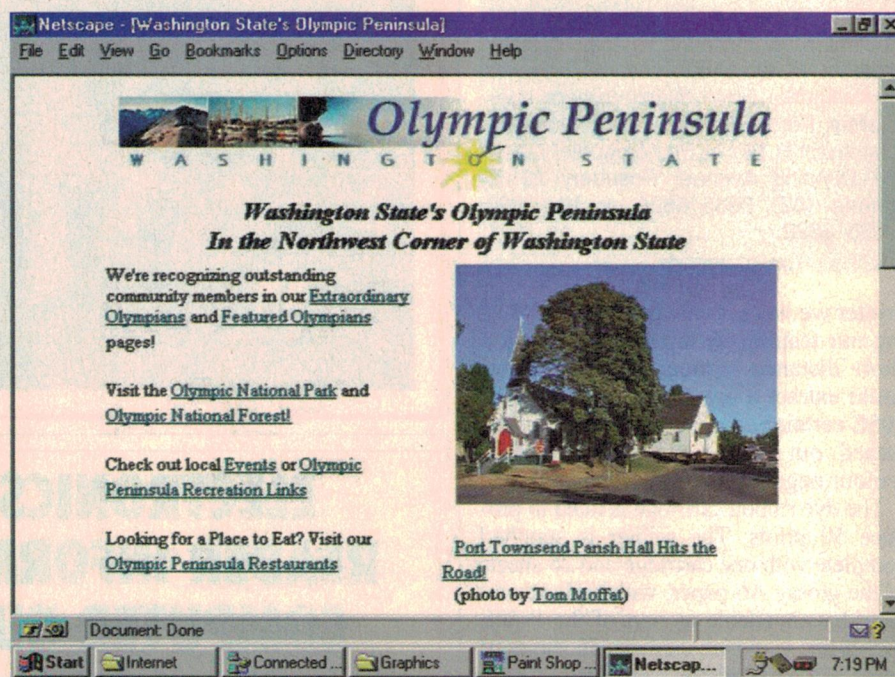 Netscape - [Washington State's Olympic Peninsula]
File Edit View Go Bookmarks Options Directory Window Help
Olympic Peninsula
WASHINGTON STATE
Washington State's Olympic Peninsula
In the Northwest Corner of Washington State
We're recognizing outstanding
community members in our Extraordinary
Olympians and Featured Olympians
pages!
Visit the Olympic National Park and
Olympic National Forest!
Check out local Events or Olympic
Peninsula Recreation Links
Looking for a Place to Eat? Visit our
Olympic Peninsula Restaurants
Port Townsend Parish Hall Hits the
Road!
(photo by Tom Moffat)
Document: Done
Start Internet Connected ... Graphics Paint Shop ... Netscap... 7:19 PM